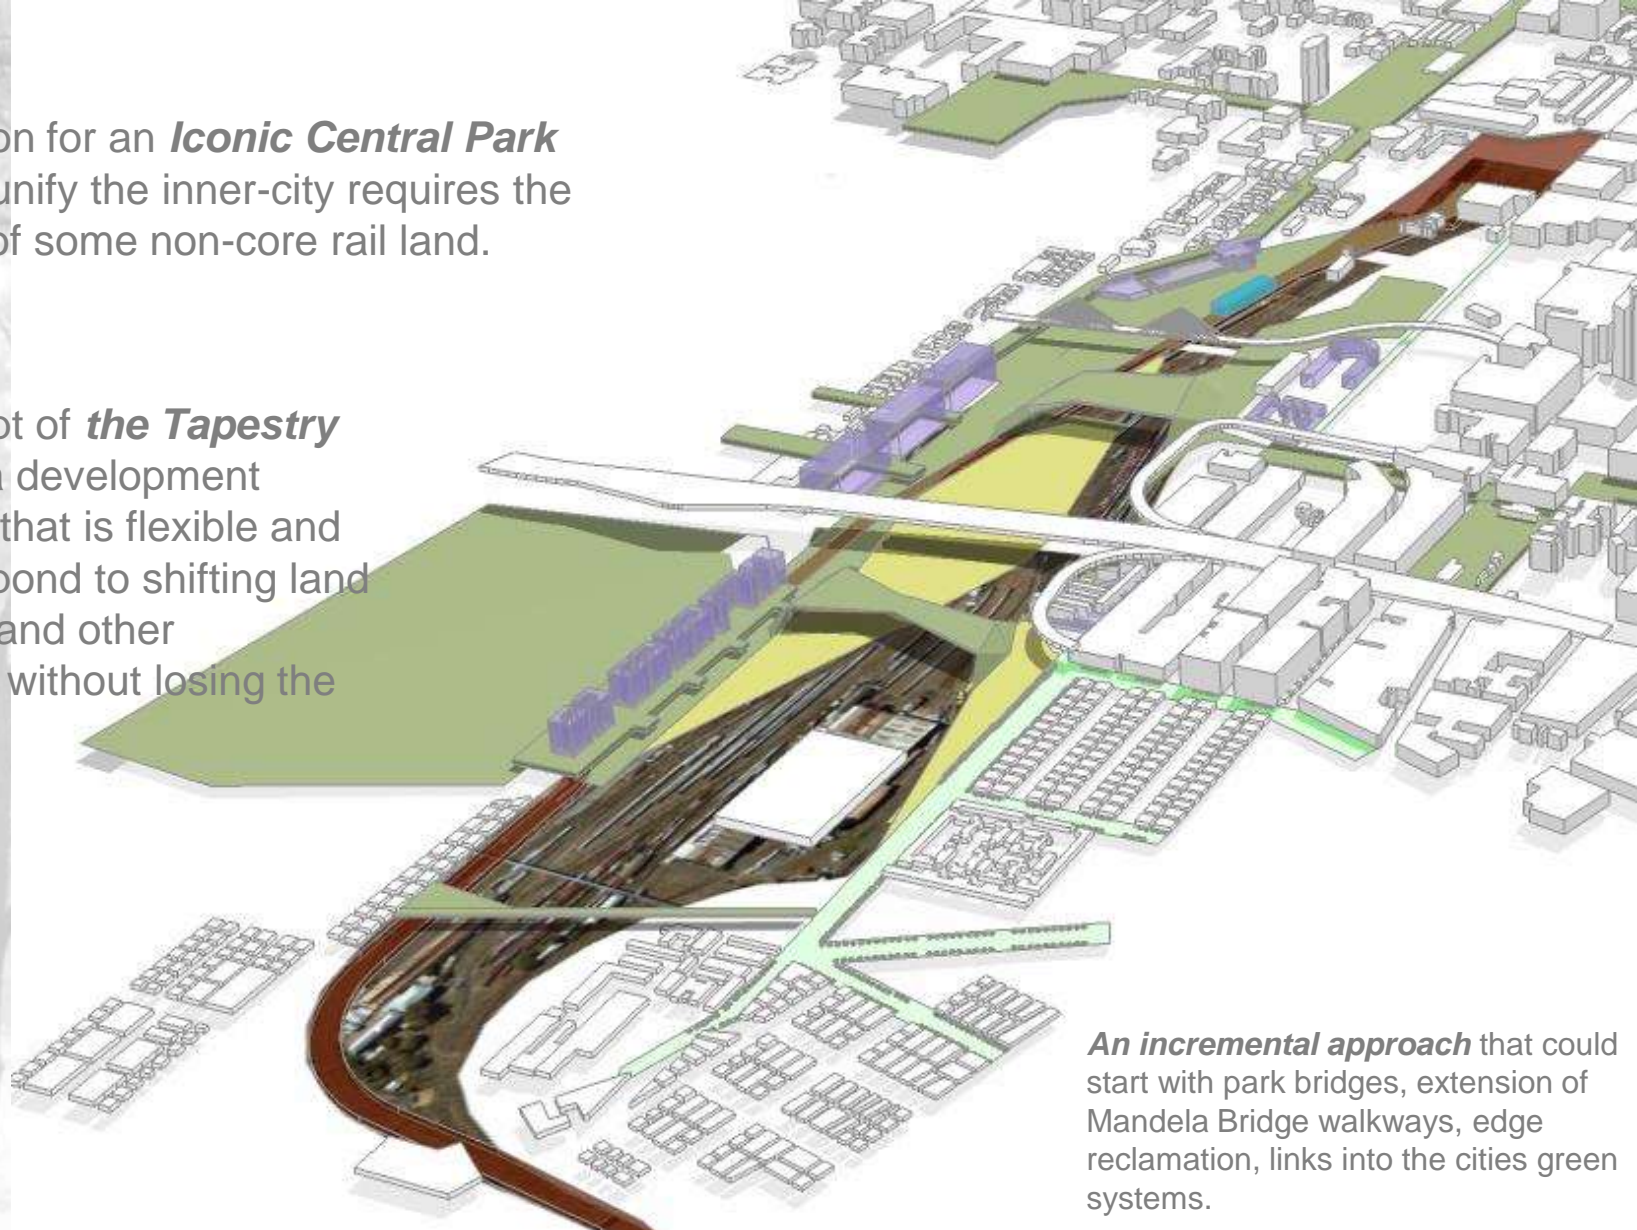 on for an Iconic Central Park
unify the inner-city requires the
of some non-core rail land.
ot of the Tapestry
development
that is flexible and
pond to shifting land
and other
without losing the
An incremental approach that could
start with park bridges, extension of
Mandela Bridge walkways, edge
reclamation, links into the cities green
systems.